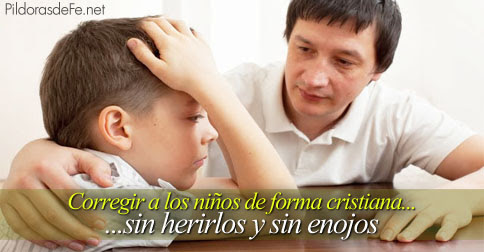 PildorasdeFe.net
Corregir a los niños de forma cristiana...
...sin herirlos y sin enojos